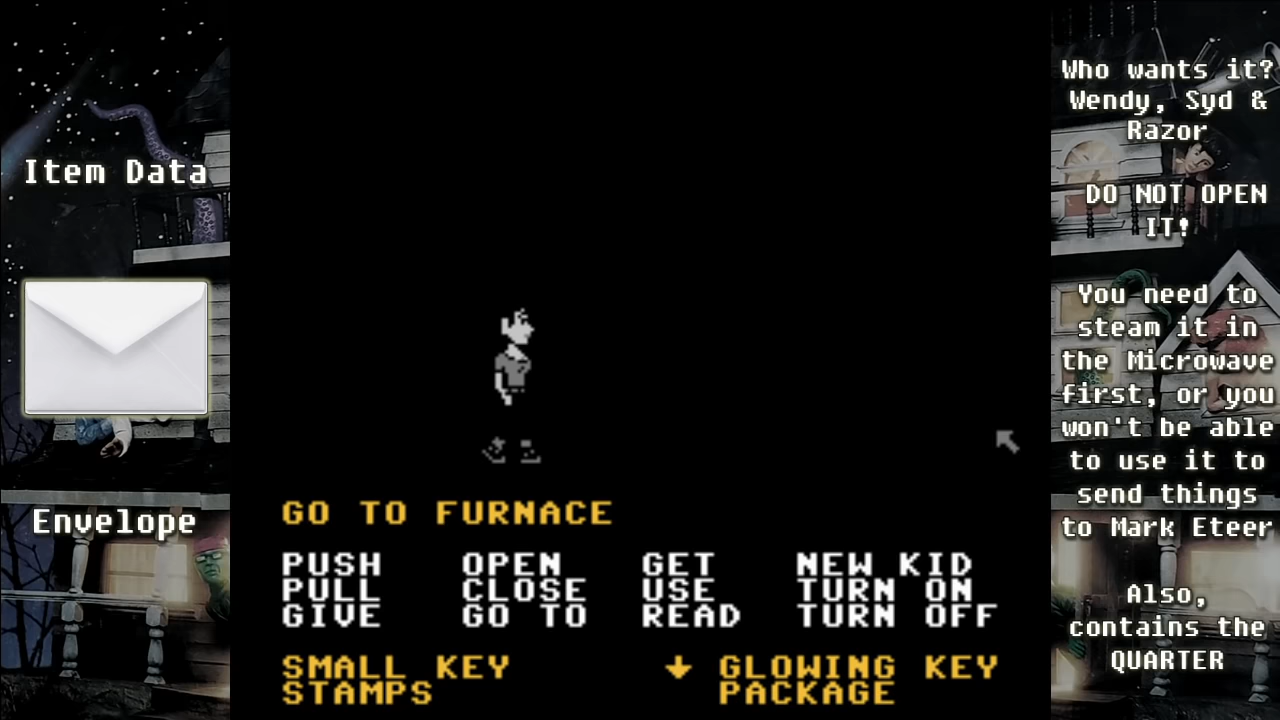 Item Data
Envelope
GO TO FURNACE
PUSH OPEN GET NEW KID
PULL CLOSE USE TURN ON
GIVE GO TO READ TURN OFF
SMALL KEY GLOWING KEY
STAMPS PACKAGE
Who wants it?
Wendy, Syd &
Razor
DO NOT OPEN
IT!
You need to
steam it in
the Microwave
first, or you
won't be able
to use it to
send things
to Mark Eteer
Also,
contains the
QUARTER